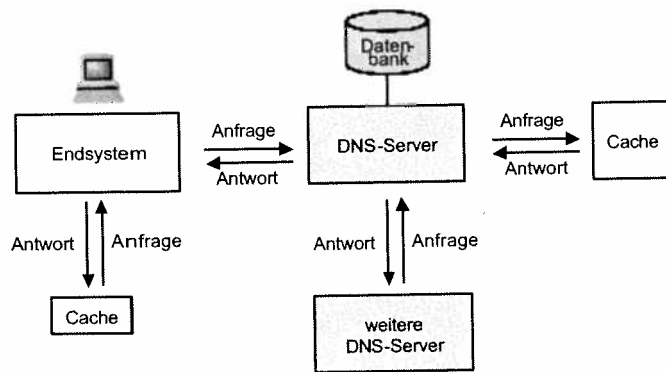 Daten-
bank
Endsystem
Anfrage
Antwort
DNS-Server
Anfrage
Antwort
Cache
Antwort
Anfrage
Antwort
Anfrage
Cache
weitere
DNS-Server